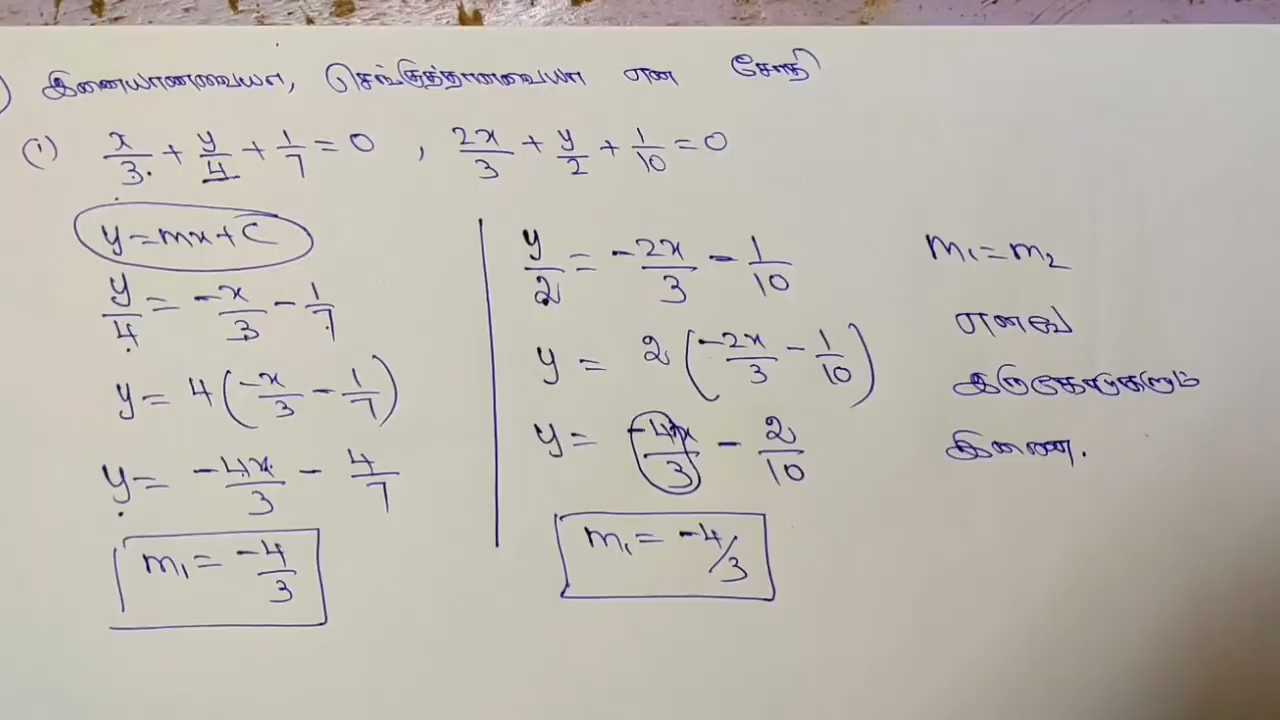 ) இணையானவையா, செங்குத்தானவையா என சோதி
(i) x/3 + y/4 + 1/7 = 0 , 2x/3 + y/2 + 1/10 = 0
y = mx + C
y/4 = -x/3 - 1/7
y = 4(-x/3 - 1/7)
y = -4x/3 - 4/7
m₁ = -4/3
y/2 = -2x/3 - 1/10
y = 2(-2x/3 - 1/10)
y = -4x/3 - 2/10
m₁ = -4/3
m₁ = m₂
எனவே
இருகோடுகளும்
இணை.